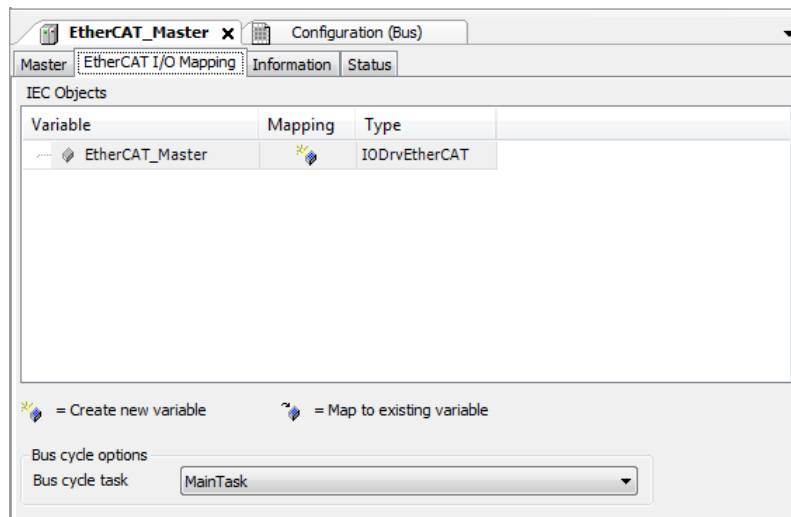 EtherCAT_Master x Configuration (Bus)
Master EtherCAT I/O Mapping Information Status
IEC Objects
Variable Mapping Type
EtherCAT_Master IODrvEtherCAT
= Create new variable = Map to existing variable
Bus cycle options
Bus cycle task MainTask